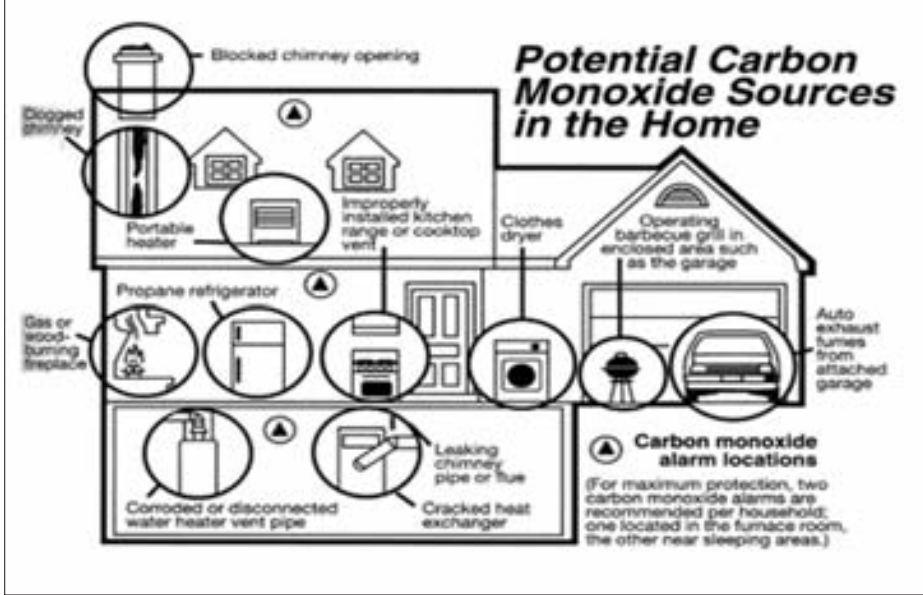 Potential Carbon
Monoxide Sources
in the Home
Blocked chimney opening
Clogged
chimney
Portable
heater
Improperly
installed kitchen
range or cooktop
vent
Clothes
dryer
Operating
barbecue grill in
enclosed area such
as the garage
Propane refrigerator
Gas or
wood-
burning
fireplace
Auto
exhaust
fumes
from
attached
garage
Leaking
chimney
pipe or flue
Corroded or disconnected
water heater vent pipe
Cracked heat
exchanger
Carbon monoxide
alarm locations
(For maximum protection, two
carbon monoxide alarms are
recommended per household;
one located in the furnace room,
the other near sleeping areas.)